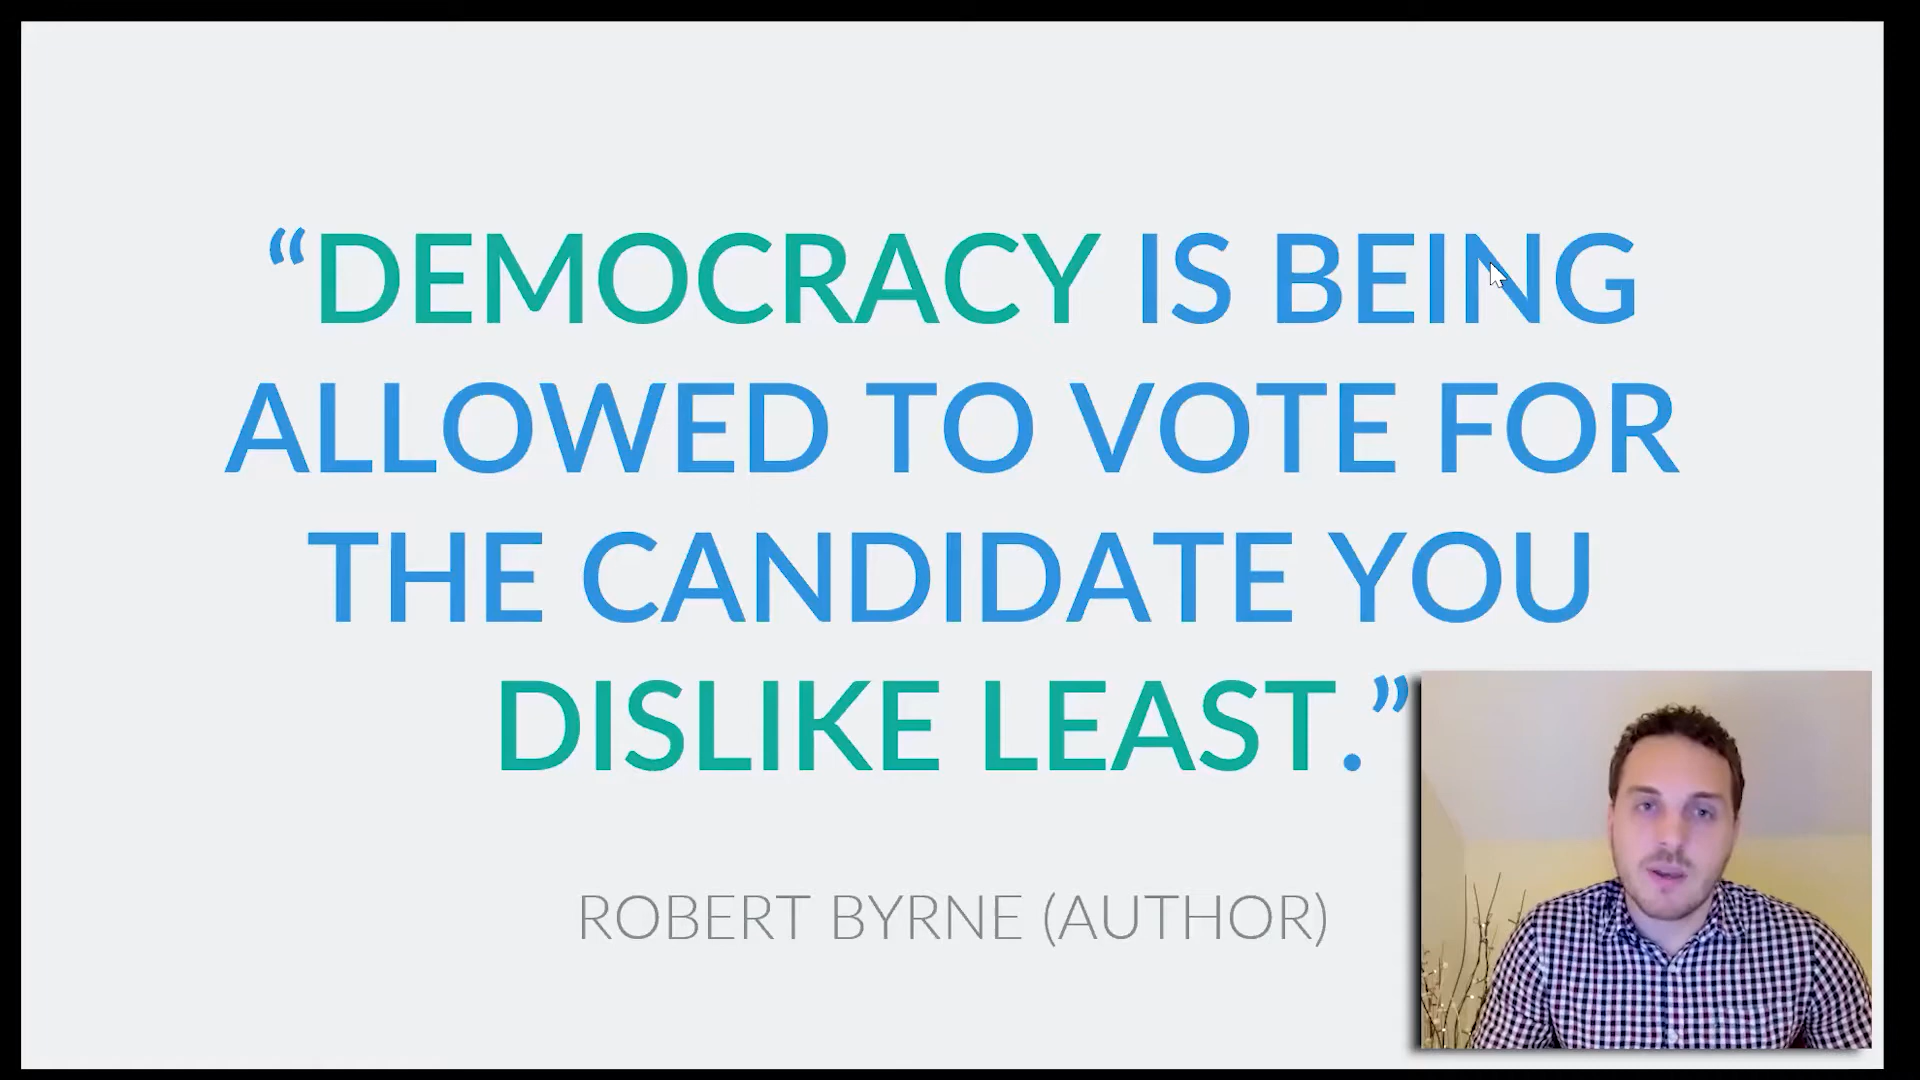 “DEMOCRACY IS BEING
ALLOWED TO VOTE FOR
THE CANDIDATE YOU
DISLIKE LEAST.”
ROBERT BYRNE (AUTHOR)